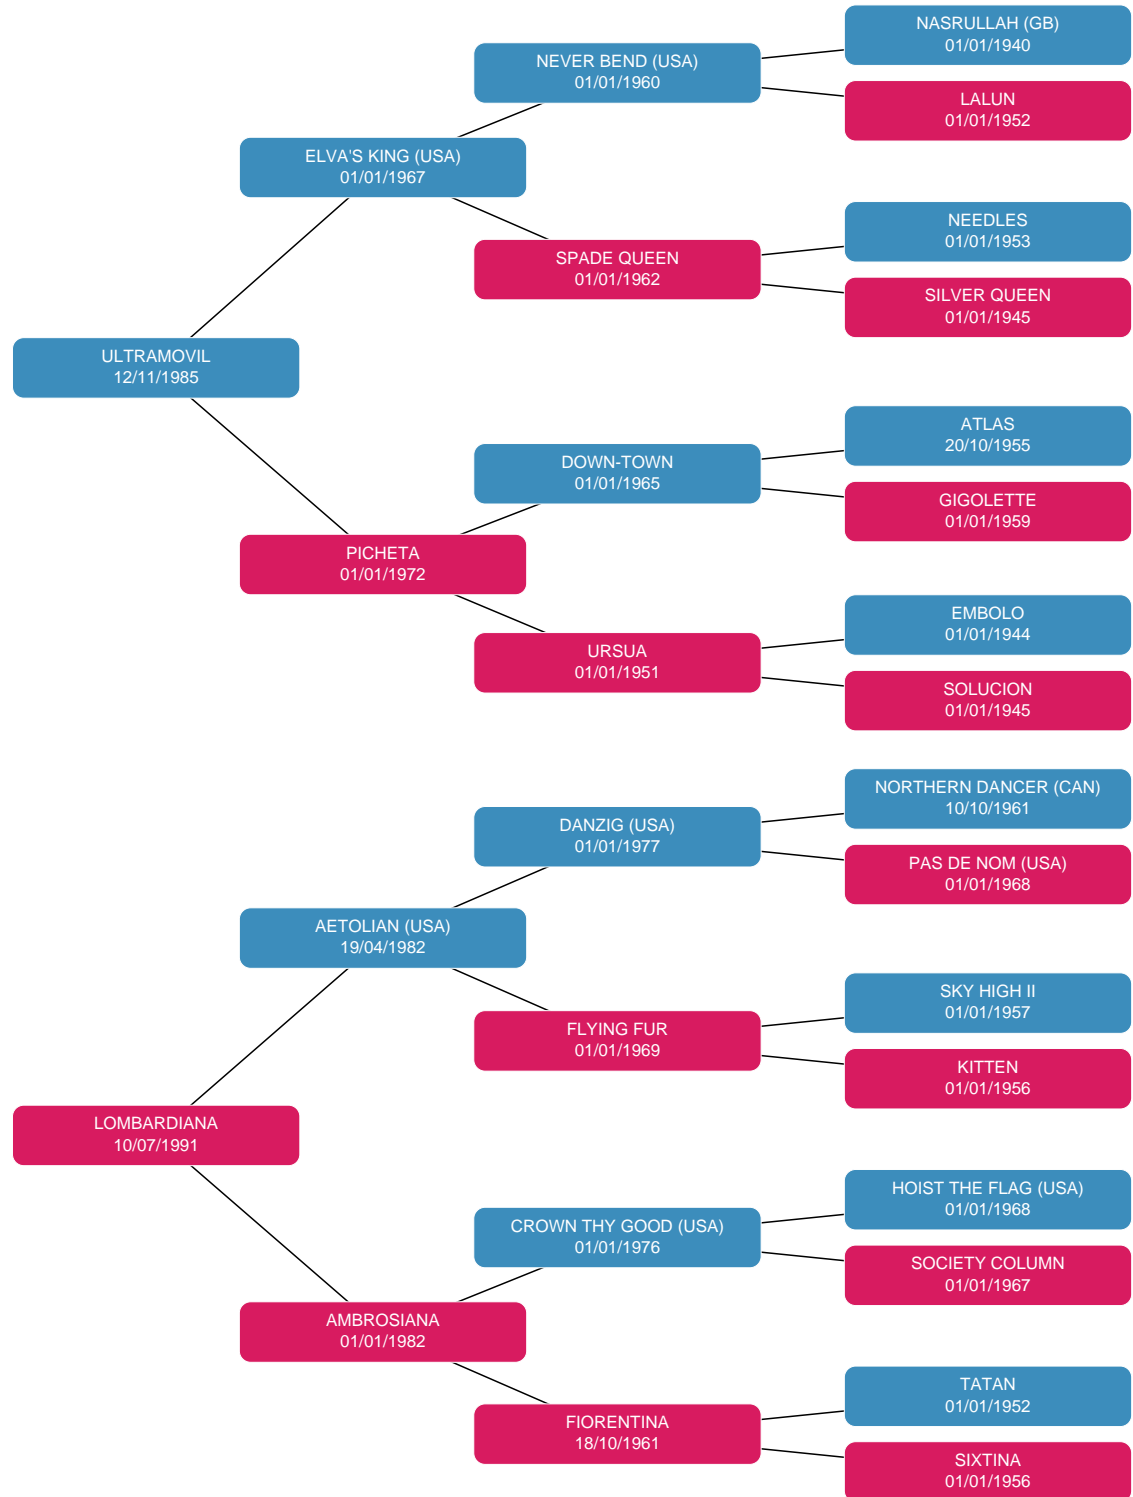 NASRULLAH (GB)
01/01/1940
NEVER BEND (USA)
01/01/1960
LALUN
01/01/1952
ELVA'S KING (USA)
01/01/1967
NEEDLES
01/01/1953
SPADE QUEEN
01/01/1962
SILVER QUEEN
01/01/1945
ULTRAMOVIL
12/11/1985
ATLAS
20/10/1955
DOWN-TOWN
01/01/1965
GIGOLETTE
01/01/1959
PICHETA
01/01/1972
EMBOLO
01/01/1944
URSUA
01/01/1951
SOLUCION
01/01/1945
NORTHERN DANCER (CAN)
10/10/1961
DANZIG (USA)
01/01/1977
PAS DE NOM (USA)
01/01/1968
AETOLIAN (USA)
19/04/1982
SKY HIGH II
01/01/1957
FLYING FUR
01/01/1969
KITTEN
01/01/1956
LOMBARDIANA
10/07/1991
HOIST THE FLAG (USA)
01/01/1968
CROWN THY GOOD (USA)
01/01/1976
SOCIETY COLUMN
01/01/1967
AMBROSIANA
01/01/1982
TATAN
01/01/1952
FIORENTINA
18/10/1961
SIXTINA
01/01/1956